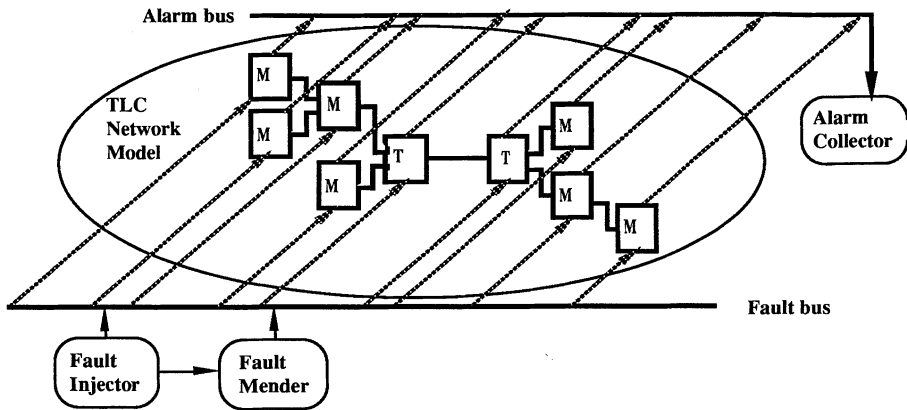 Alarm bus
TLC
Network
Model
M
M
M
M
T
T
M
M
M
Alarm
Collector
Fault bus
Fault
Injector
Fault
Mender